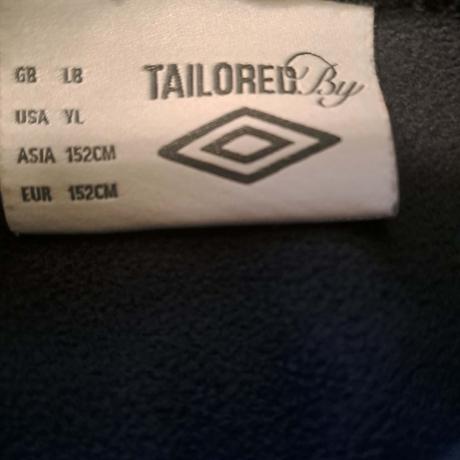 TAILORED By
GB LB
USA YL
ASIA 152CM
EUR 152CM